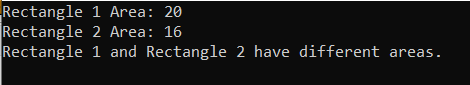 Rectangle 1 Area: 20
Rectangle 2 Area: 16
Rectangle 1 and Rectangle 2 have different areas.